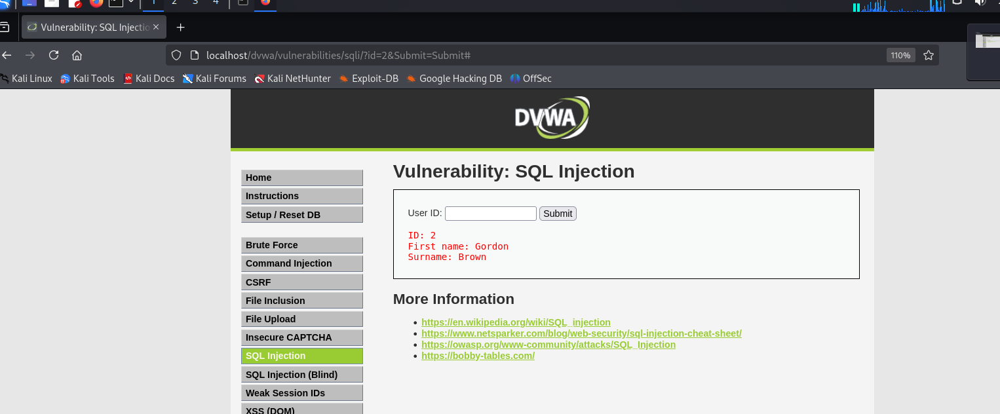 1 2 3 4
Vulnerability: SQL Injectio
localhost/dvwa/vulnerabilities/sqli/?id=2&Submit=Submit#
110%
Kali Linux Kali Tools Kali Docs Kali Forums Kali NetHunter Exploit-DB Google Hacking DB OffSec
DVWA
Vulnerability: SQL Injection
Home
Instructions
Setup / Reset DB
Brute Force
Command Injection
CSRF
File Inclusion
File Upload
Insecure CAPTCHA
SQL Injection
SQL Injection (Blind)
Weak Session IDs
XSS (DOM)
User ID: Submit
ID: 2
First name: Gordon
Surname: Brown
More Information
https://en.wikipedia.org/wiki/SQL_injection
https://www.netsparker.com/blog/web-security/sql-injection-cheat-sheet/
https://owasp.org/www-community/attacks/SQL_Injection
https://bobby-tables.com/